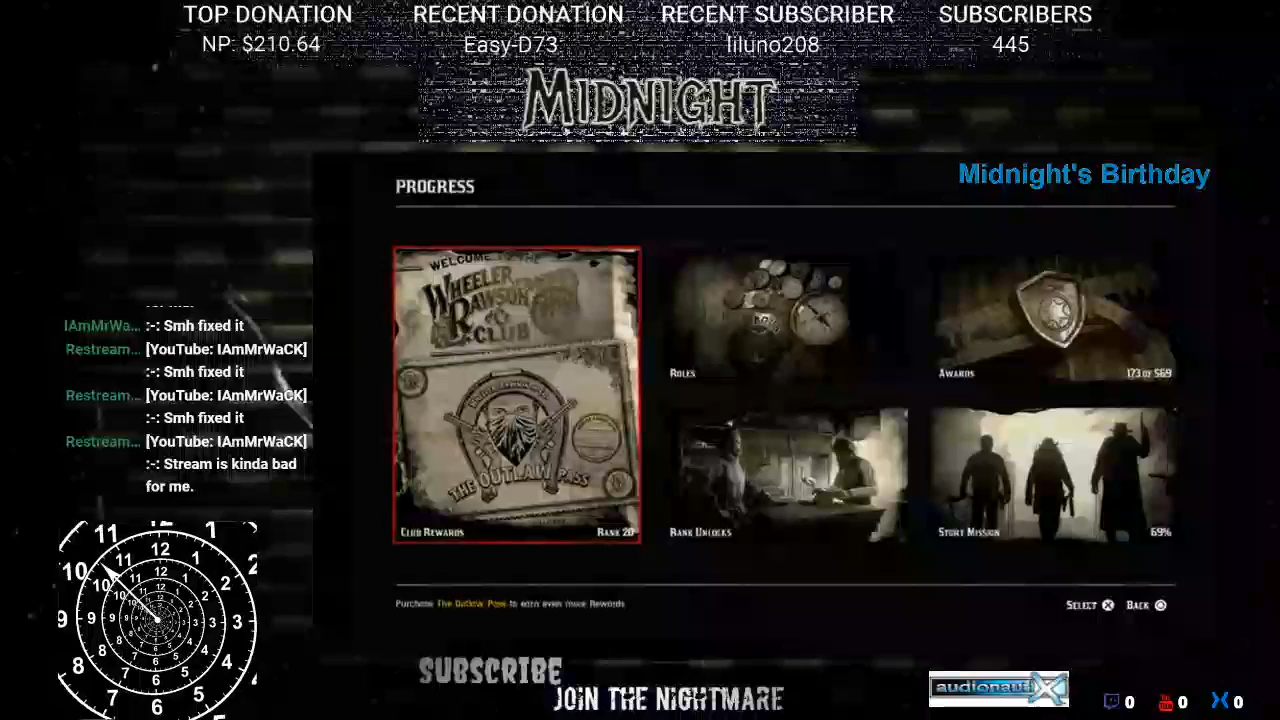 TOP DONATION
NP: $210.64
RECENT DONATION
Easy-D73
RECENT SUBSCRIBER
liluno208
SUBSCRIBERS
445
MIDNIGHT
Midnight's Birthday
PROGRESS
WELCOME TO THE
WHEELER
RAWSON
& CO
CLUB
THE OUTLAW PASS
CLUB REWARDS
RANK 20
ROLES
AWARDS
173 OF 569
RANK UNLOCKS
STORY MISSION
69%
Purchase The Outlaw Pass to earn even more Rewards
SELECT
BACK
IAmMrWa... :-: Smh fixed it
Restream... [YouTube: IAmMrWaCK]
:-: Smh fixed it
Restream... [YouTube: IAmMrWaCK]
:-: Smh fixed it
Restream... [YouTube: IAmMrWaCK]
:-: Stream is kinda bad
for me.
SUBSCRIBE
JOIN THE NIGHTMARE
audionautix
0
0
0